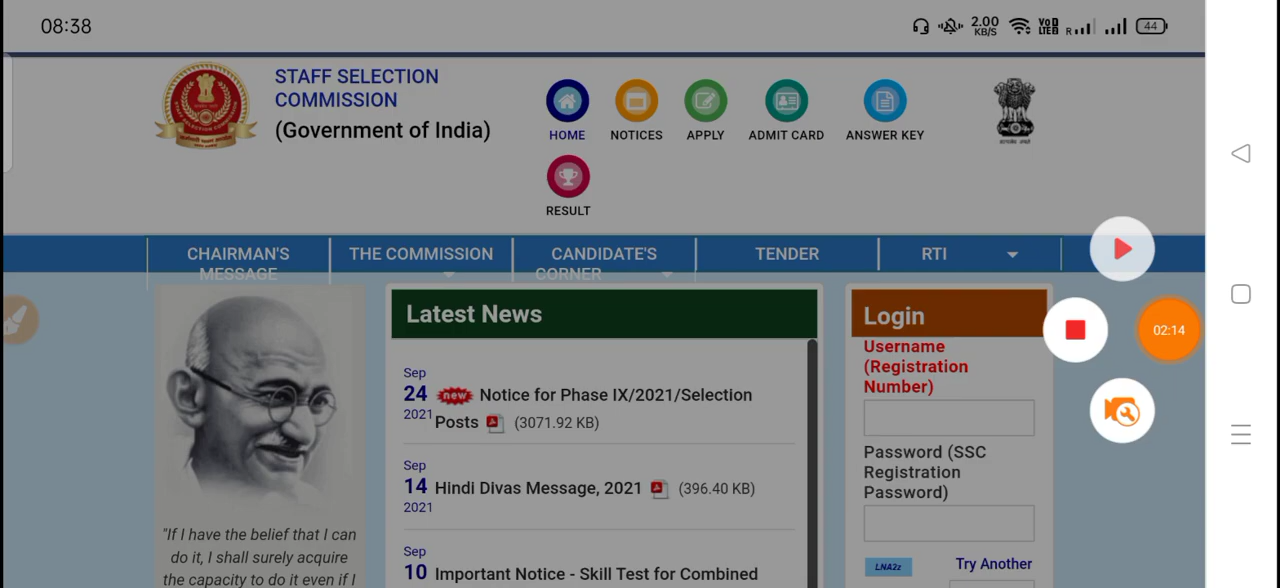 08:38
2.00 KB/S
Vo) LTE
R
44
STAFF SELECTION
COMMISSION
(Government of India)
HOME
NOTICES
APPLY
ADMIT CARD
ANSWER KEY
RESULT
CHAIRMAN'S
MESSAGE
THE COMMISSION
CANDIDATE'S
CORNER
TENDER
RTI
02:14
Latest News
Sep
24
2021
new Notice for Phase IX/2021/Selection
Posts (3071.92 KB)
Sep
14
2021
Hindi Divas Message, 2021 (396.40 KB)
Sep
10 Important Notice - Skill Test for Combined
Login
Username
(Registration
Number)
Password (SSC
Registration
Password)
LNA2z
Try Another
"If I have the belief that I can
do it, I shall surely acquire
the capacity to do it even if I